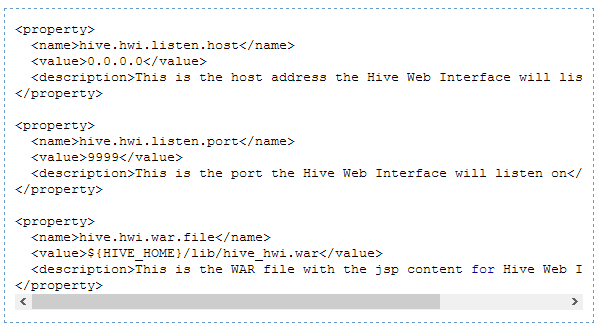 <property>
  <name>hive.hwi.listen.host</name>
  <value>0.0.0.0</value>
  <description>This is the host address the Hive Web Interface will lis
</property>

<property>
  <name>hive.hwi.listen.port</name>
  <value>9999</value>
  <description>This is the port the Hive Web Interface will listen on</
</property>

<property>
  <name>hive.hwi.war.file</name>
  <value>${HIVE_HOME}/lib/hive_hwi.war</value>
  <description>This is the WAR file with the jsp content for Hive Web I
</property>